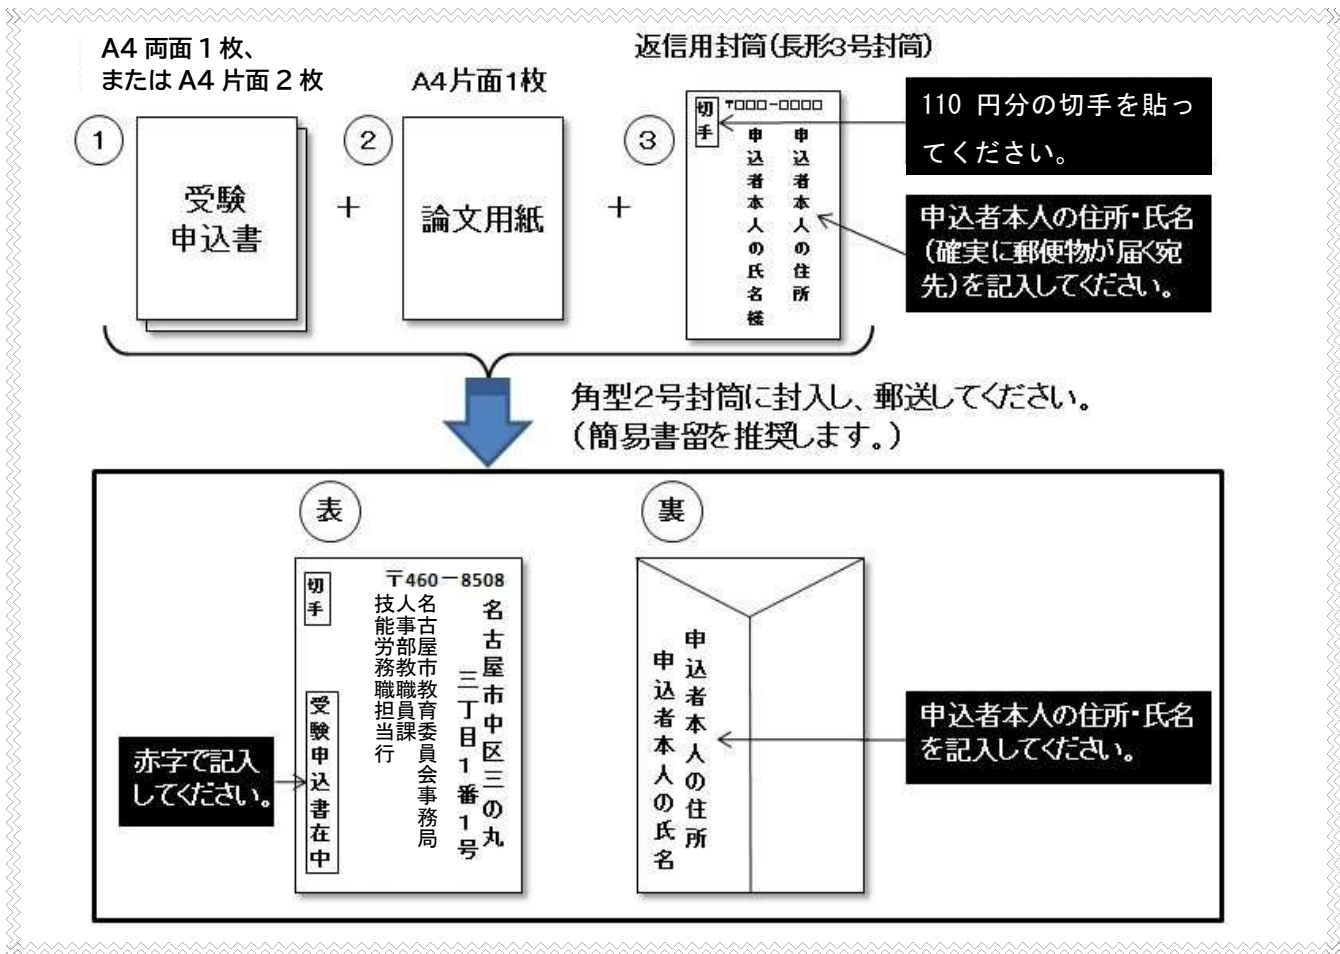 A4 両面 1 枚、
または A4 片面 2 枚
①
受験
申込書
+
A4片面1枚
②
論文用紙
+
返信用封筒(長形3号封筒)
③
切手
〒□□□-□□□□
申込者本人の住所
申込者本人の氏名様
110 円分の切手を貼っ
てください。
申込者本人の住所・氏名
(確実に郵便物が届く宛
先)を記入してください。
角型2号封筒に封入し、郵送してください。
(簡易書留を推奨します。)
表
切手
〒460-8508
名古屋市中区三の丸
三丁目1番1号
名古屋市教育委員会事務局
人事部教職員課
技能労務職担当行
受験申込書在中
赤字で記入
してください。
裏
申込者本人の住所
申込者本人の氏名
申込者本人の住所・氏名
を記入してください。